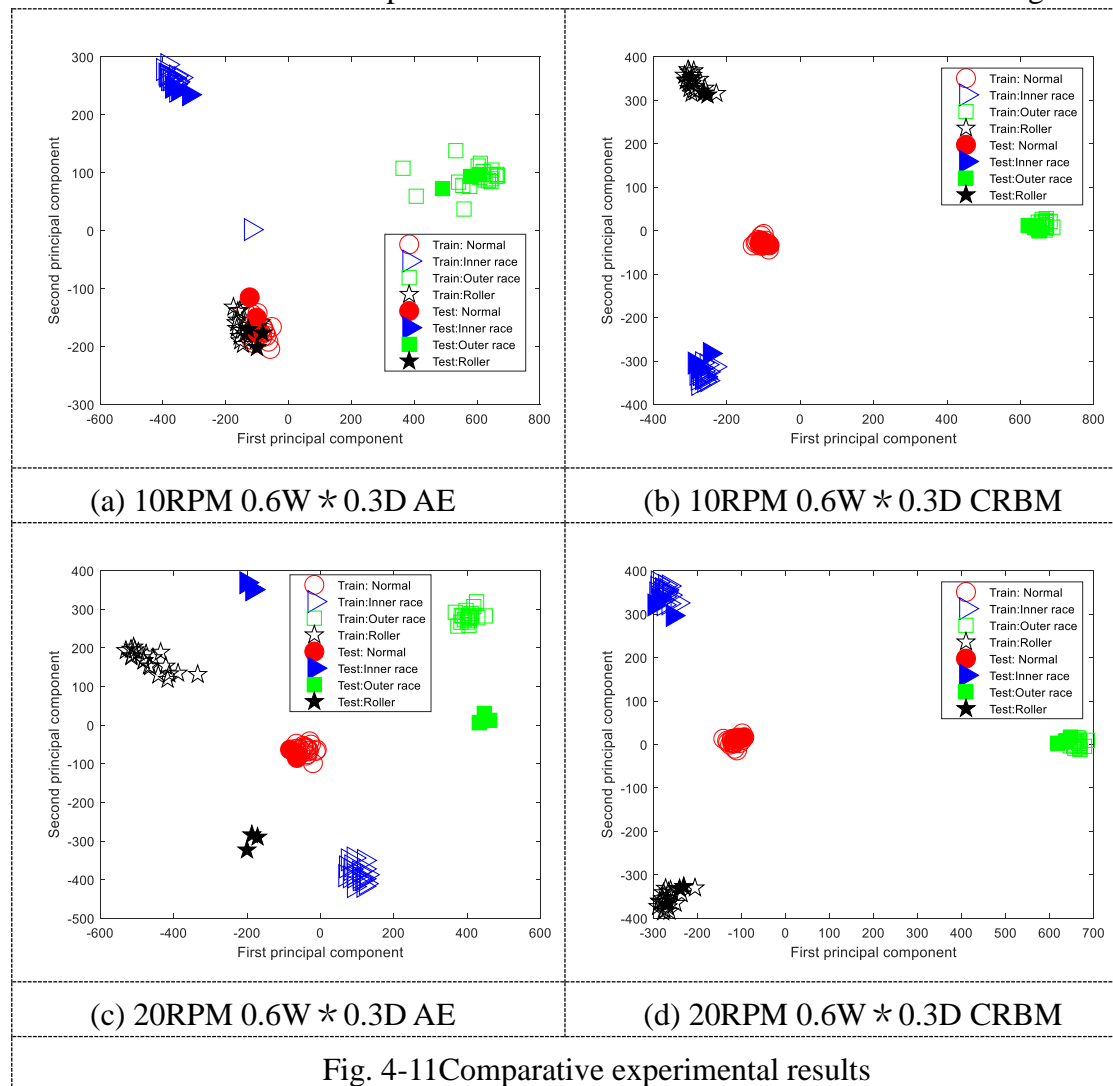 300
200
100
0
-100
-200
-300
-600
-400
-200
0
200
400
600
800
Second principal component
First principal component
Train: Normal
Train:Inner race
Train:Outer race
Train:Roller
Test: Normal
Test:Inner race
Test:Outer race
Test:Roller
(a) 10RPM 0.6W * 0.3D AE
400
300
200
100
0
-100
-200
-300
-400
-400
-200
0
200
400
600
800
Second principal component
First principal component
Train: Normal
Train:Inner race
Train:Outer race
Train:Roller
Test: Normal
Test:Inner race
Test:Outer race
Test:Roller
(b) 10RPM 0.6W * 0.3D CRBM
400
300
200
100
0
-100
-200
-300
-400
-500
-600
-400
-200
0
200
400
600
Second principal component
First principal component
Train: Normal
Train:Inner race
Train:Outer race
Train:Roller
Test: Normal
Test:Inner race
Test:Outer race
Test:Roller
(c) 20RPM 0.6W * 0.3D AE
400
300
200
100
0
-100
-200
-300
-400
-300
-200
-100
0
100
200
300
400
500
600
700
Second principal component
First principal component
Train: Normal
Train:Inner race
Train:Outer race
Train:Roller
Test: Normal
Test:Inner race
Test:Outer race
Test:Roller
(d) 20RPM 0.6W * 0.3D CRBM
Fig. 4-11Comparative experimental results